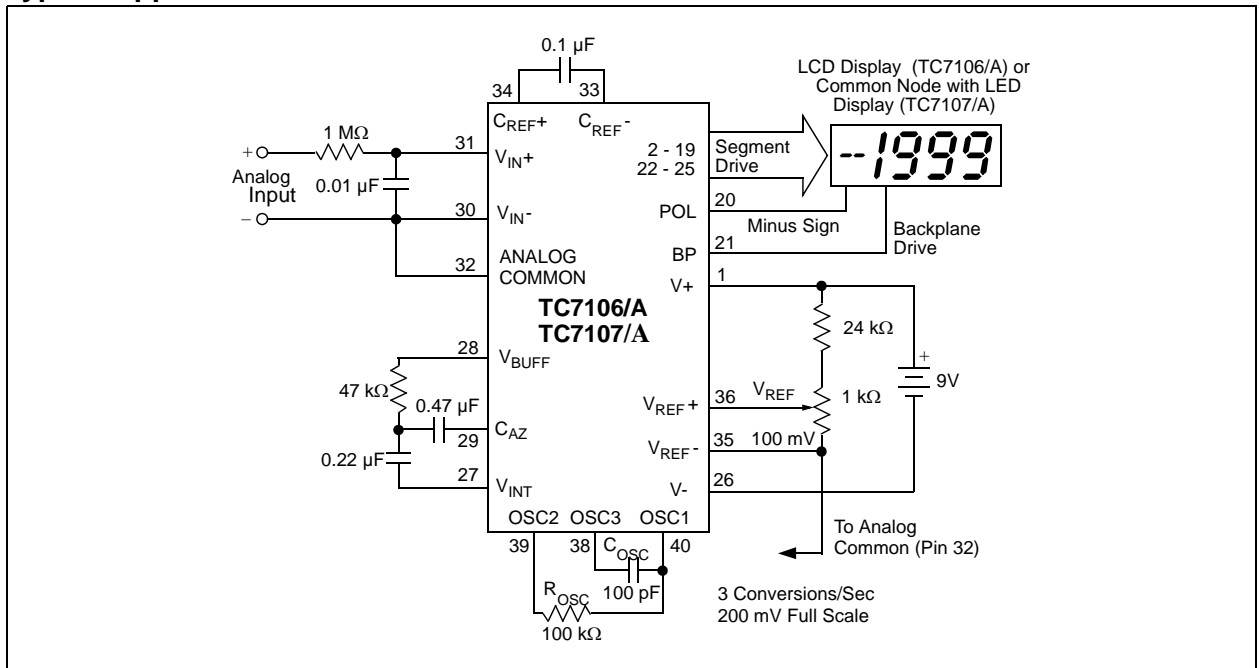 0.1 µF
LCD Display (TC7106/A) or
Common Node with LED
Display (TC7107/A)
34
33
CREF+
CREF-
1 MΩ
31
+
VIN+
2 - 19
22 - 25
Segment
Drive
-1999
Analog
Input
0.01 µF
20
POL
Minus Sign
–
30
VIN-
21
BP
Backplane
Drive
32
ANALOG
COMMON
1
V+
TC7106/A
TC7107/A
24 kΩ
28
VBUFF
+
9V
47 kΩ
36
VREF+
VREF
1 kΩ
0.47 µF
29
CAZ
35
VREF-
100 mV
0.22 µF
27
VINT
26
V-
OSC2
OSC3
OSC1
To Analog
Common (Pin 32)
39
38
COSC
40
100 pF
ROSC
100 kΩ
3 Conversions/Sec
200 mV Full Scale